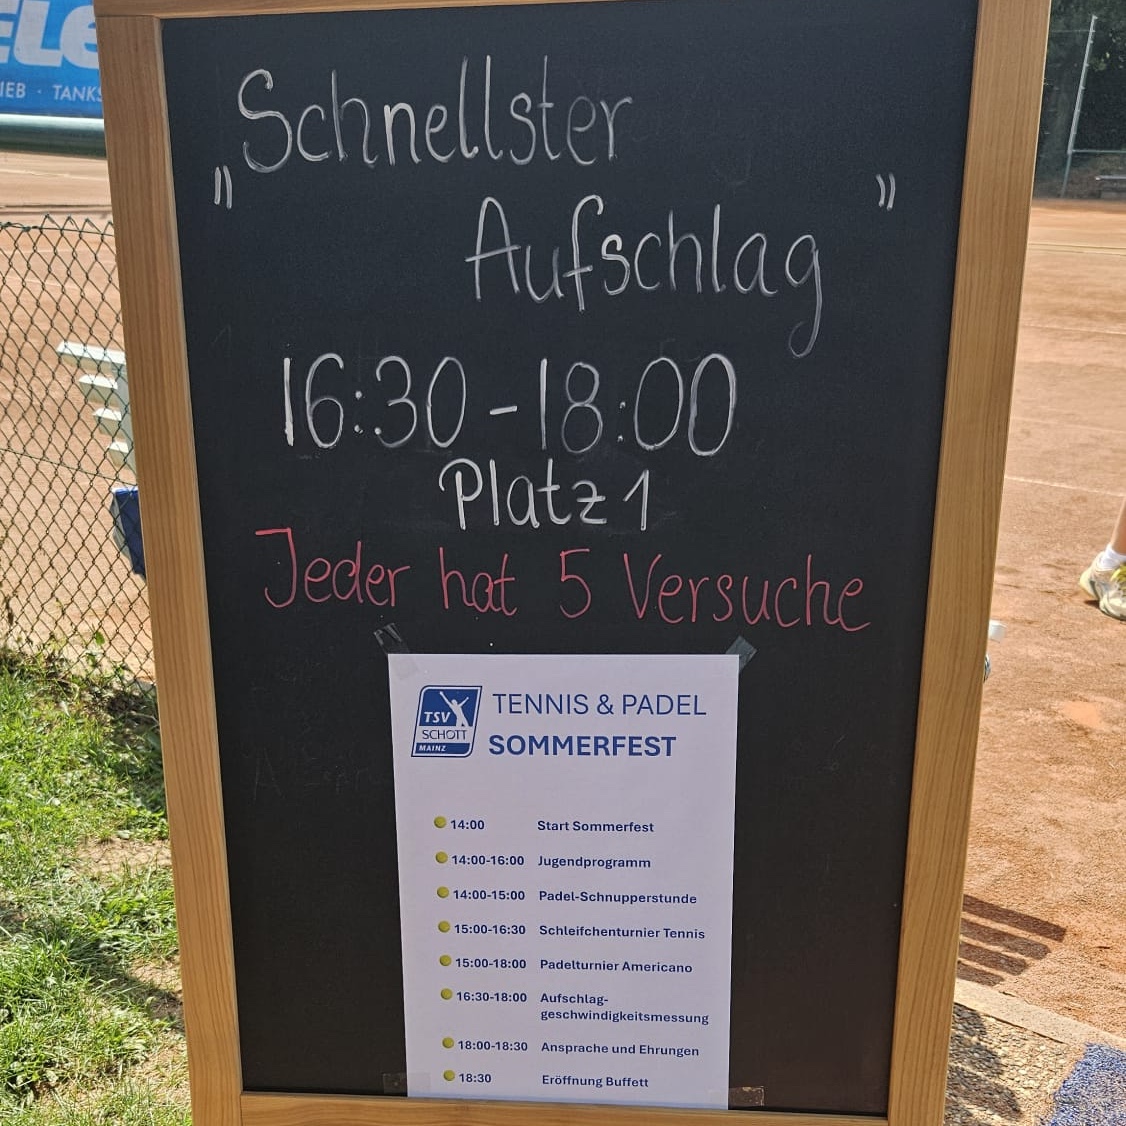 IEB · TANKS
„Schnellster
Aufschlag"
16:30-18:00
Platz 1
Jeder hat 5 Versuche
TSV
SCHOTT
MAINZ
TENNIS & PADEL
SOMMERFEST
14:00 Start Sommerfest
14:00-16:00 Jugendprogramm
14:00-15:00 Padel-Schnupperstunde
15:00-16:30 Schleifchenturnier Tennis
15:00-18:00 Padelturnier Americano
16:30-18:00 Aufschlag-
geschwindigkeitsmessung
18:00-18:30 Ansprache und Ehrungen
18:30 Eröffnung Buffett